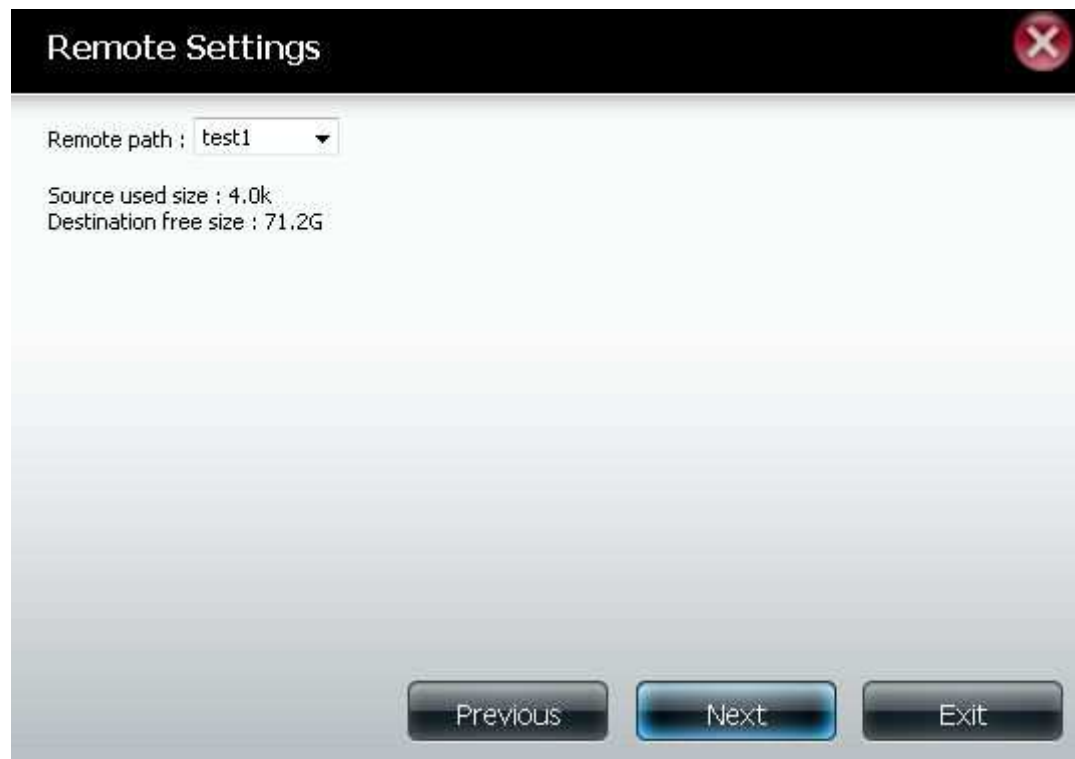 Remote Settings
Remote path : test1
Source used size : 4.0k
Destination free size : 71.2G
Previous Next Exit